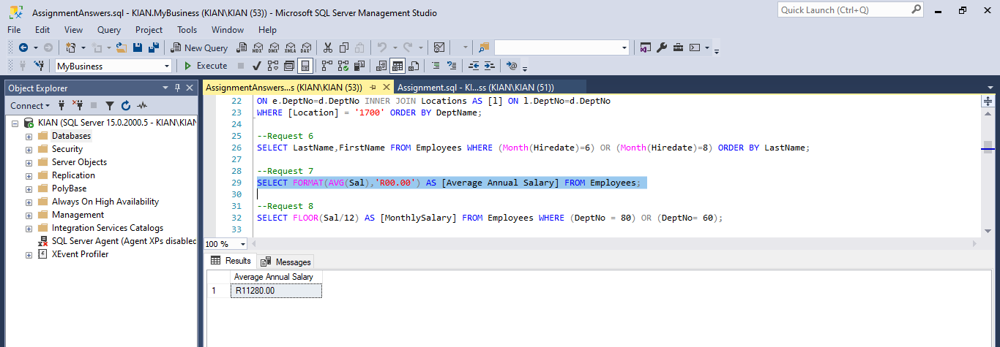 AssignmentAnswers.sql - KIAN.MyBusiness (KIAN\KIAN (53)) - Microsoft SQL Server Management Studio
Quick Launch (Ctrl+Q)
File Edit View Query Project Tools Window Help
New Query MDX DMX XMLA DAX
MyBusiness Execute
Object Explorer
Connect
KIAN (SQL Server 15.0.2000.5 - KIAN\KIAN
Databases
Security
Server Objects
Replication
PolyBase
Always On High Availability
Management
Integration Services Catalogs
SQL Server Agent (Agent XPs disabled
XEvent Profiler
AssignmentAnswers...s (KIAN\KIAN (53)) Assignment.sql - KI...ss (KIAN\KIAN (51))
22 ON e.DeptNo=d.DeptNo INNER JOIN Locations AS [l] ON l.DeptNo=d.DeptNo
23 WHERE [Location] = '1700' ORDER BY DeptName;
24
25 --Request 6
26 SELECT LastName,FirstName FROM Employees WHERE (Month(Hiredate)=6) OR (Month(Hiredate)=8) ORDER BY LastName;
27
28 --Request 7
29 SELECT FORMAT(AVG(Sal),'R00.00') AS [Average Annual Salary] FROM Employees;
30
31 --Request 8
32 SELECT FLOOR(Sal/12) AS [MonthlySalary] FROM Employees WHERE (DeptNo = 80) OR (DeptNo= 60);
33
100 %
Results Messages
Average Annual Salary
1 R11280.00